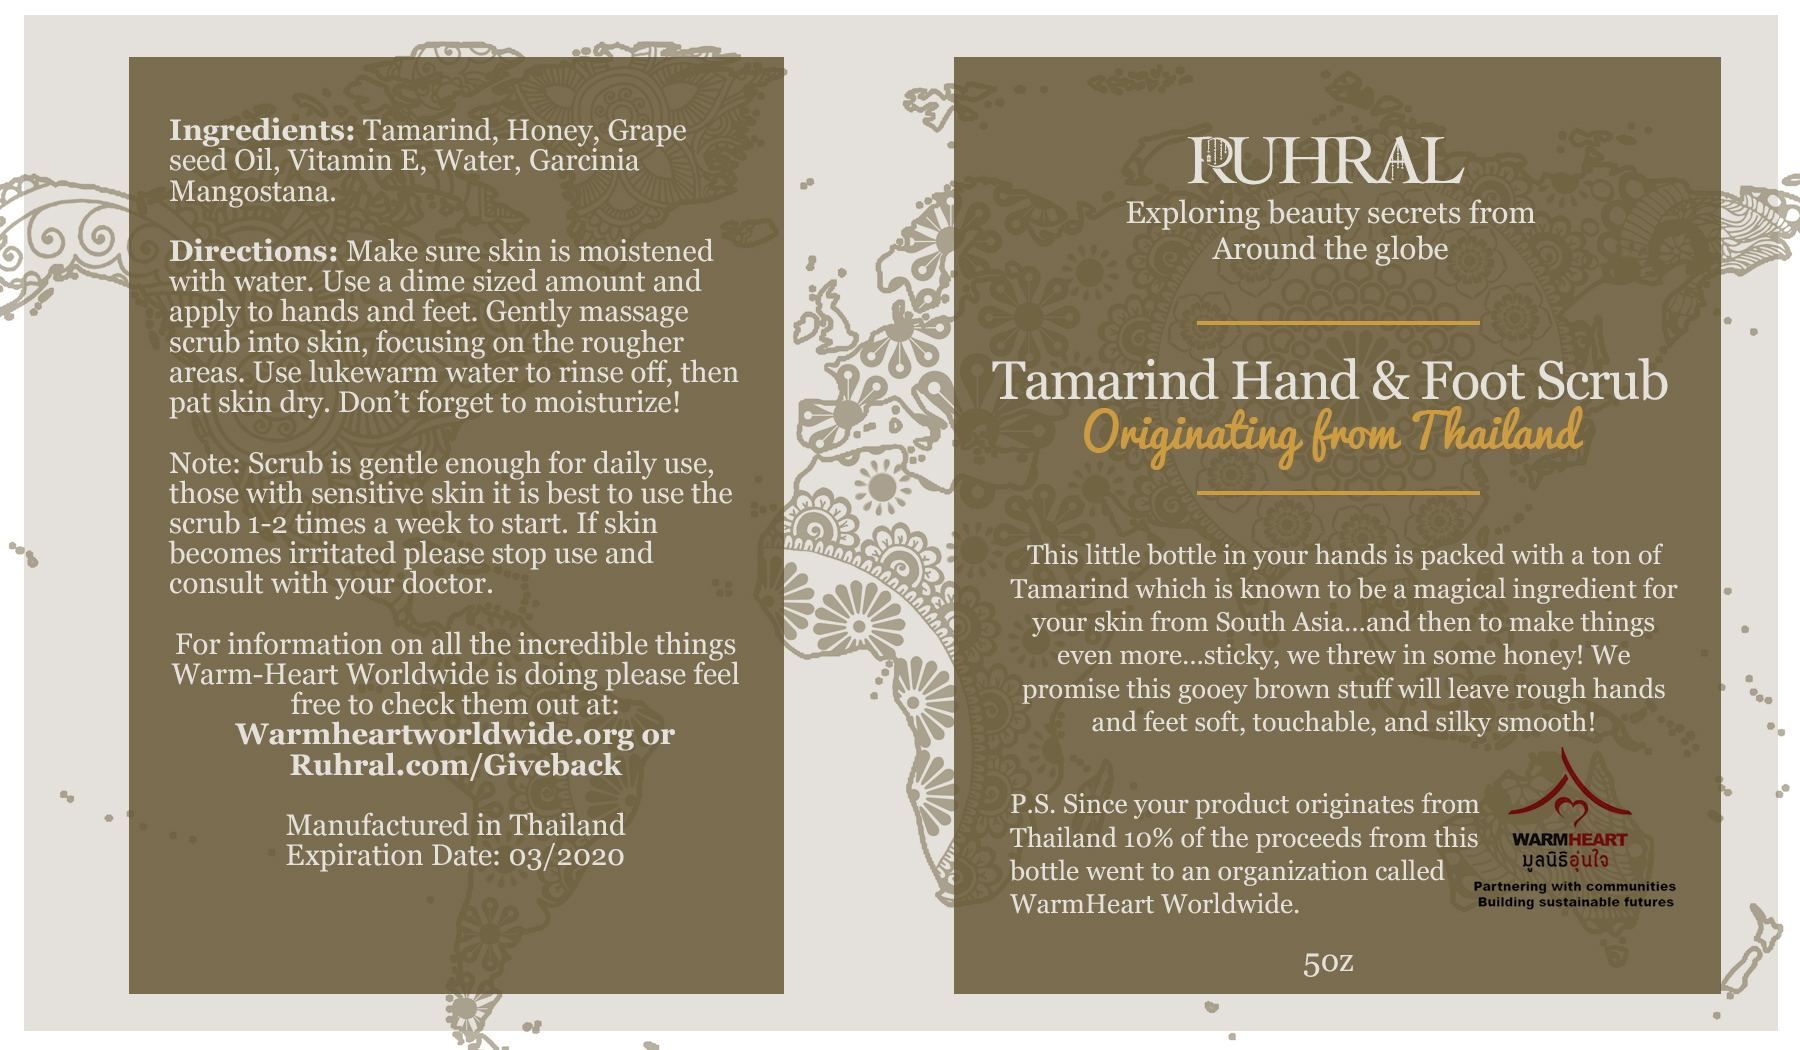 Ingredients: Tamarind, Honey, Grape
seed Oil, Vitamin E, Water, Garcinia
Mangostana.
Directions: Make sure skin is moistened
with water. Use a dime sized amount and
apply to hands and feet. Gently massage
scrub into skin, focusing on the rougher
areas. Use lukewarm water to rinse off, then
pat skin dry. Don’t forget to moisturize!
Note: Scrub is gentle enough for daily use,
those with sensitive skin it is best to use the
scrub 1-2 times a week to start. If skin
becomes irritated please stop use and
consult with your doctor.
For information on all the incredible things
Warm-Heart Worldwide is doing please feel
free to check them out at:
Warmheartworldwide.org or
Ruhral.com/Giveback
Manufactured in Thailand
Expiration Date: 03/2020
RUHRAL
Exploring beauty secrets from
Around the globe
Tamarind Hand & Foot Scrub
Originating from Thailand
This little bottle in your hands is packed with a ton of
Tamarind which is known to be a magical ingredient for
your skin from South Asia...and then to make things
even more...sticky, we threw in some honey! We
promise this gooey brown stuff will leave rough hands
and feet soft, touchable, and silky smooth!
P.S. Since your product originates from
Thailand 10% of the proceeds from this
bottle went to an organization called
WarmHeart Worldwide.
WARMHEART
มูลนิธิอุ่นใจ
Partnering with communities
Building sustainable futures
5oz